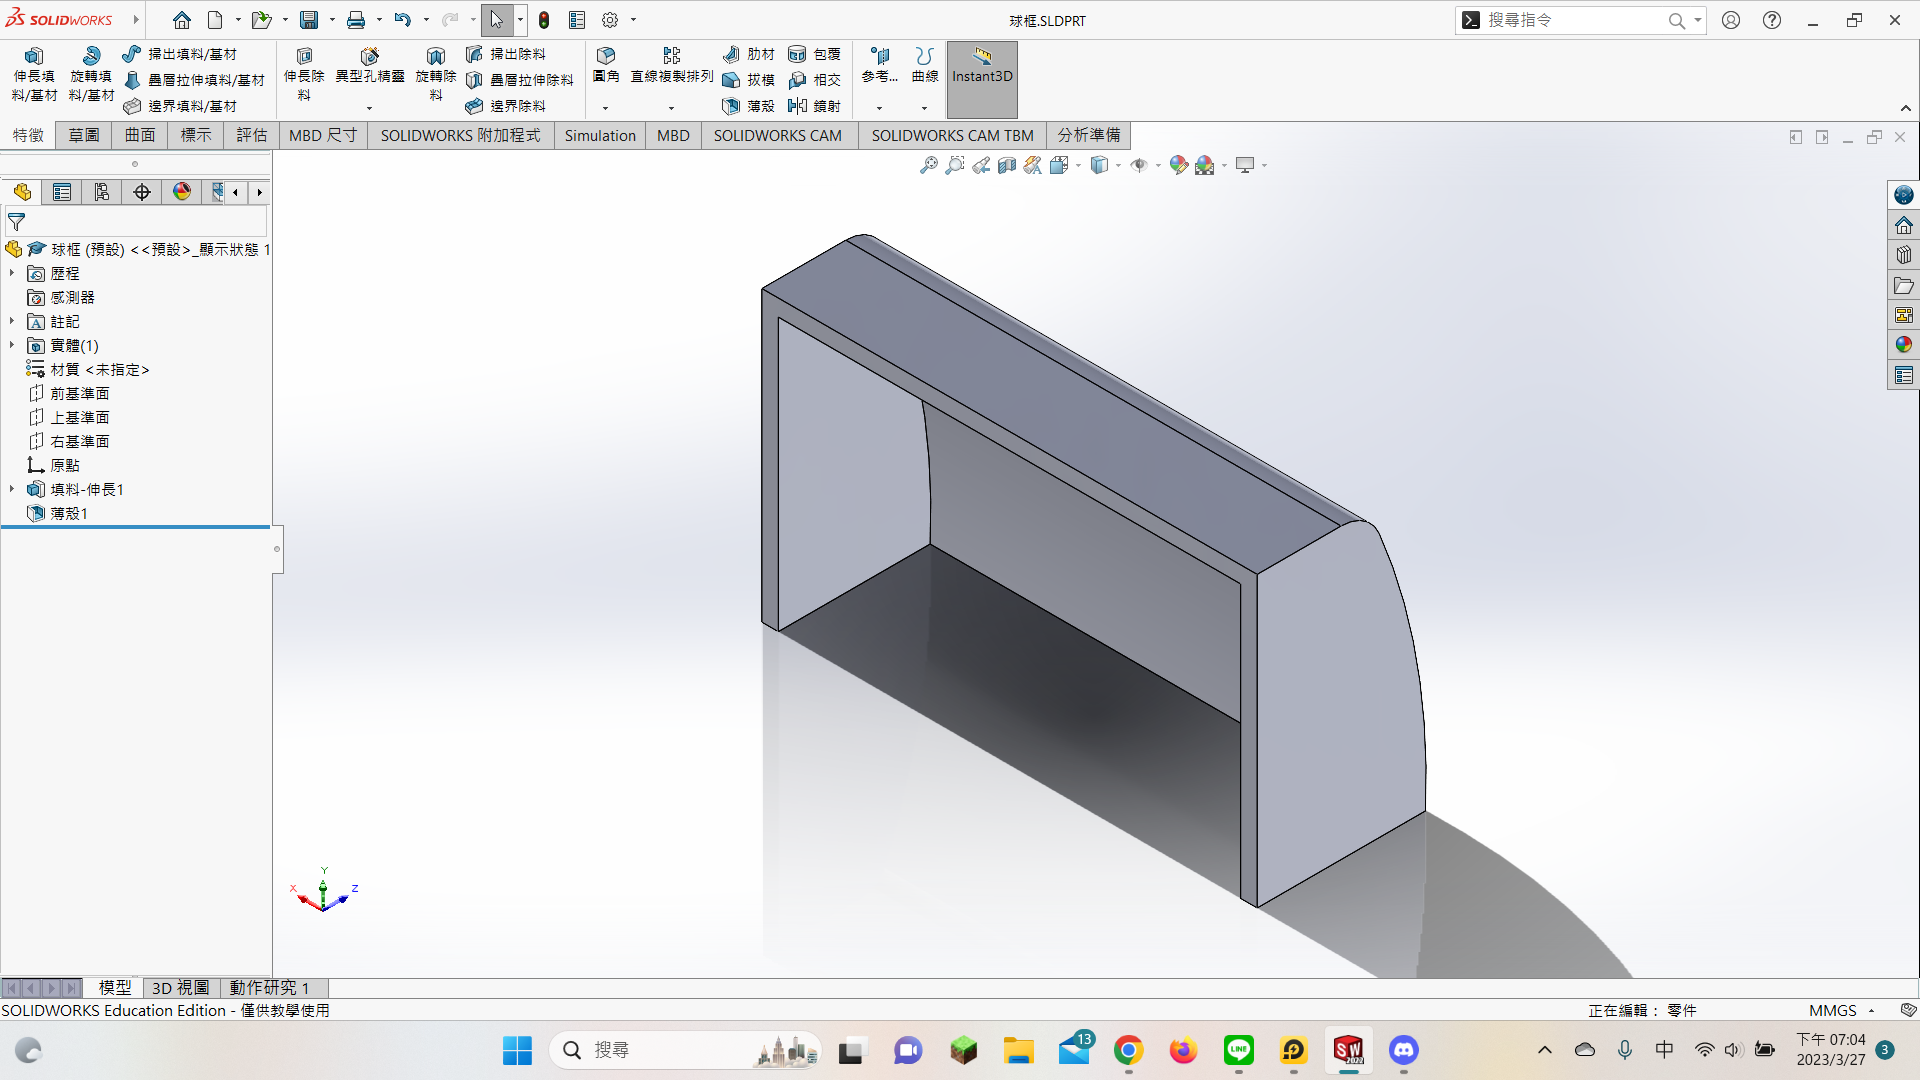 SOLIDWORKS
球框.SLDPRT
搜尋指令
伸長填
料/基材
旋轉填
料/基材
掃出填料/基材
疊層拉伸填料/基材
邊界填料/基材
伸長除
料
異型孔精靈
旋轉除
料
掃出除料
疊層拉伸除料
邊界除料
圓角
直線複製排列
肋材
拔模
薄殼
包覆
相交
鏡射
參考...
曲線
Instant3D
特徵
草圖
曲面
標示
評估
MBD 尺寸
SOLIDWORKS 附加程式
Simulation
MBD
SOLIDWORKS CAM
SOLIDWORKS CAM TBM
分析準備
球框 (預設) <<預設>_顯示狀態 1
歷程
感測器
註記
實體(1)
材質 <未指定>
前基準面
上基準面
右基準面
原點
填料-伸長1
薄殼1
Y
X
Z
模型
3D 視圖
動作研究 1
SOLIDWORKS Education Edition - 僅供教學使用
正在編輯： 零件
MMGS
搜尋
13
LINE
SW
2022
中
下午 07:04
2023/3/27
3